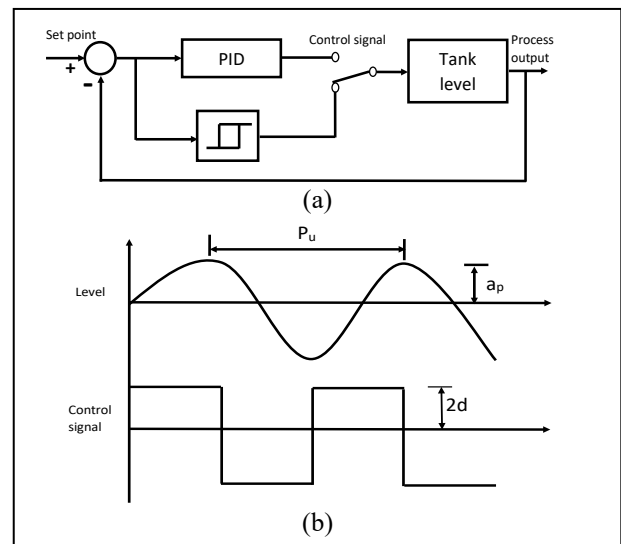 Set point
+
-
PID
Control signal
Tank
level
Process
output
(a)
Pu
Level
ap
Control
signal
2d
(b)